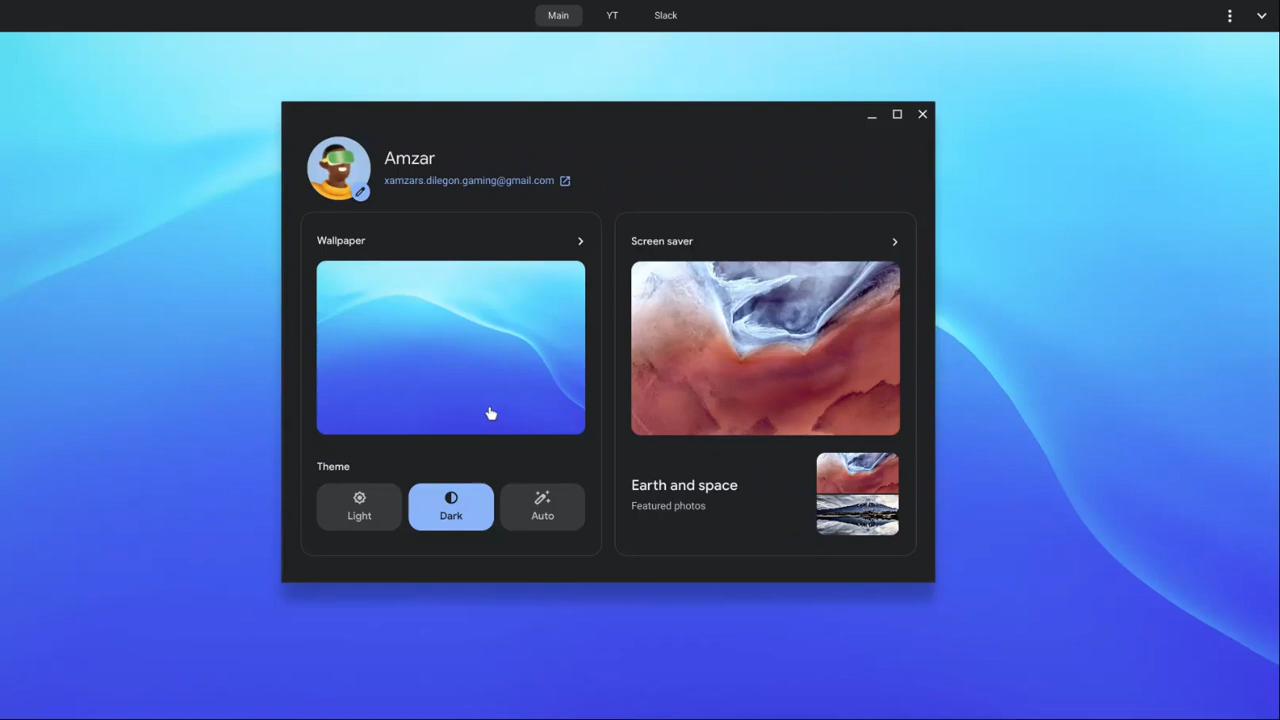 Main
YT
Slack
Amzar
xamzars.dilegon.gaming@gmail.com
Wallpaper
Screen saver
Theme
Light
Dark
Auto
Earth and space
Featured photos